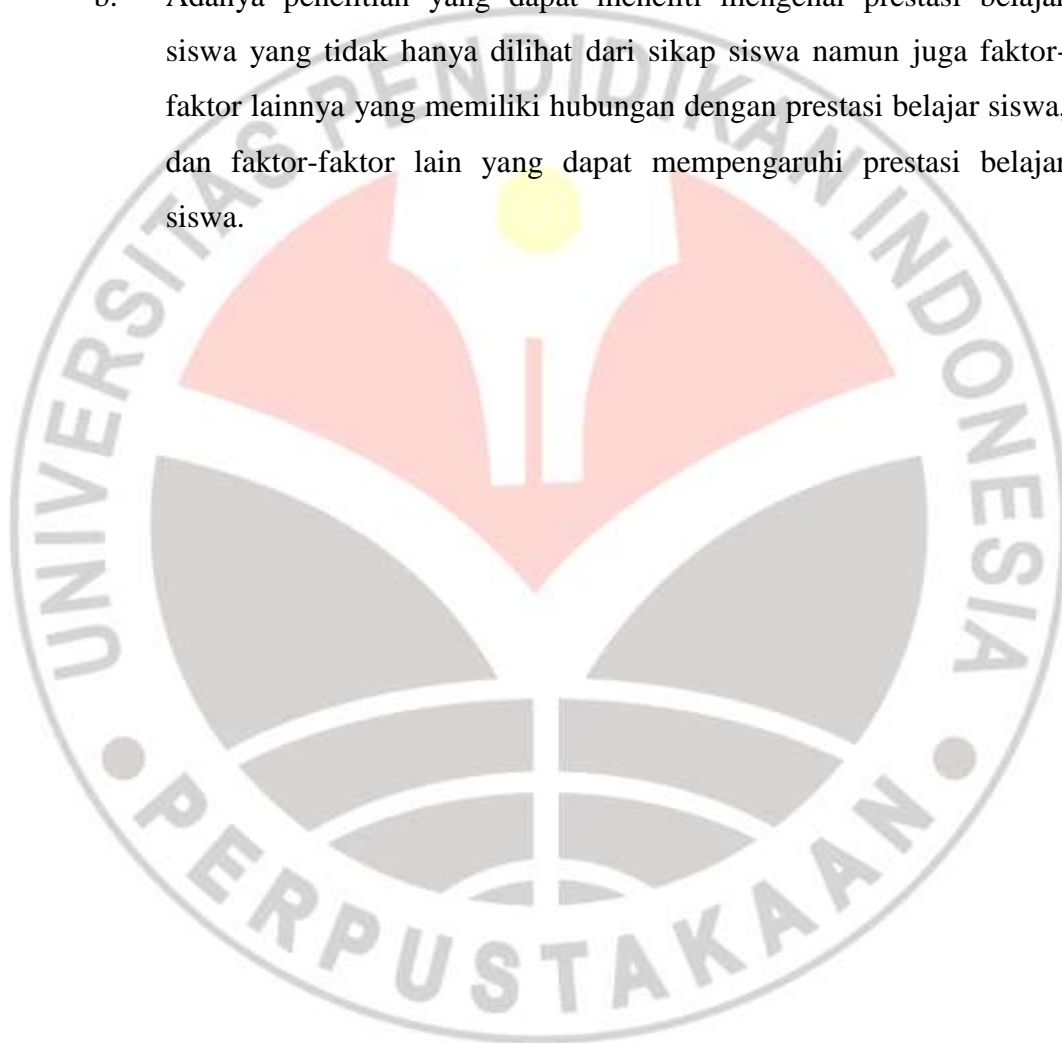 b. Adanya penelitian yang dapat meneliti mengenai prestasi belajar
siswa yang tidak hanya dilihat dari sikap siswa namun juga faktor-
faktor lainnya yang memiliki hubungan dengan prestasi belajar siswa,
dan faktor-faktor lain yang dapat mempengaruhi prestasi belajar
siswa.
UNIVERSITAS PENDIDIKAN INDONESIA
• PERPUSTAKAAN •